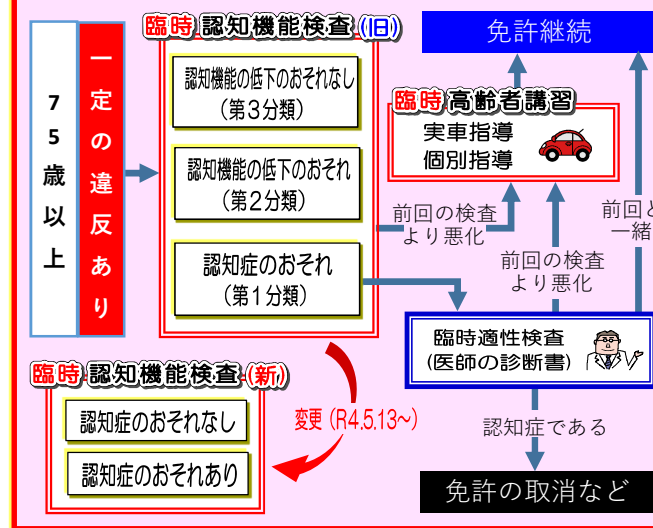 75歳以上
一定の違反あり
臨時 認知機能検査 (旧)
認知機能の低下のおそれなし
(第3分類)
認知機能の低下のおそれ
(第2分類)
認知症のおそれ
(第1分類)
免許継続
臨時 高齢者講習
実車指導
個別指導
前回の検査
より悪化
前回の検査
より悪化
前回と
一緒
臨時適性検査
(医師の診断書)
認知症である
免許の取消など
臨時 認知機能検査 (新)
認知症のおそれなし
認知症のおそれあり
変更 (R4.5.13~)